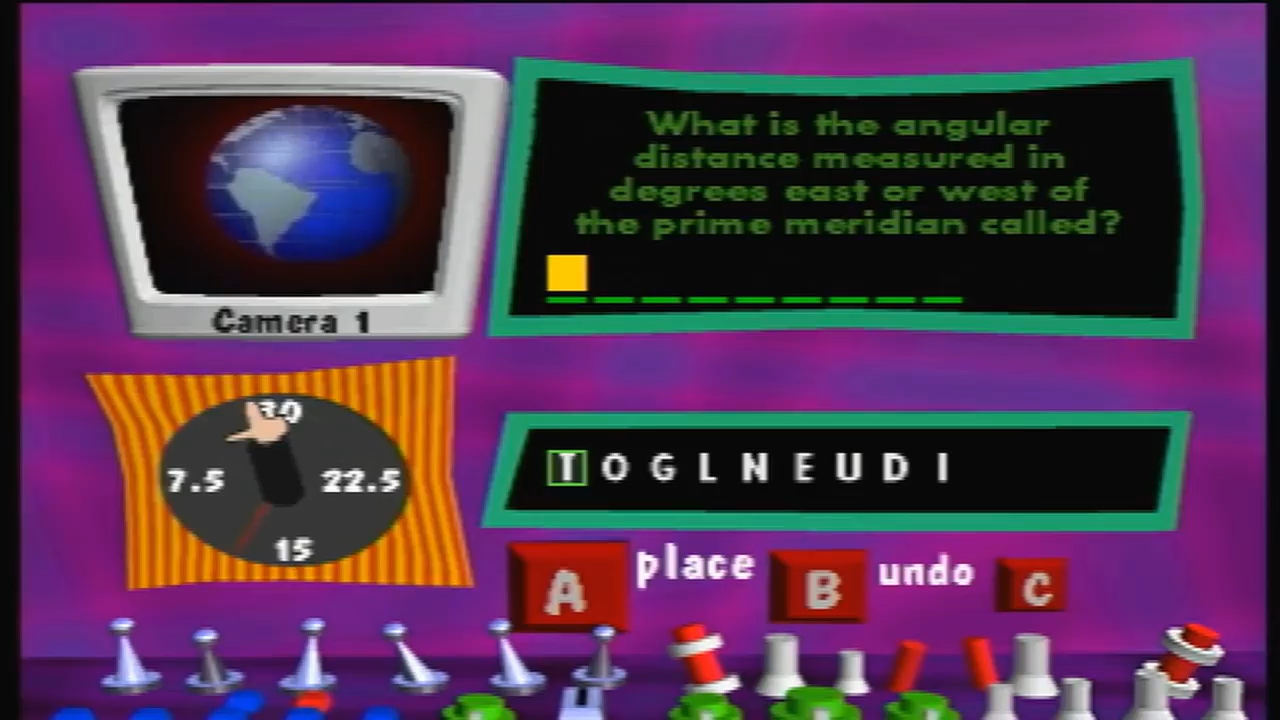 What is the angular
distance measured in
degrees east or west of
the prime meridian called?
Camera 1
30
7.5 22.5
15
T O G L N E U D I
A place B undo C